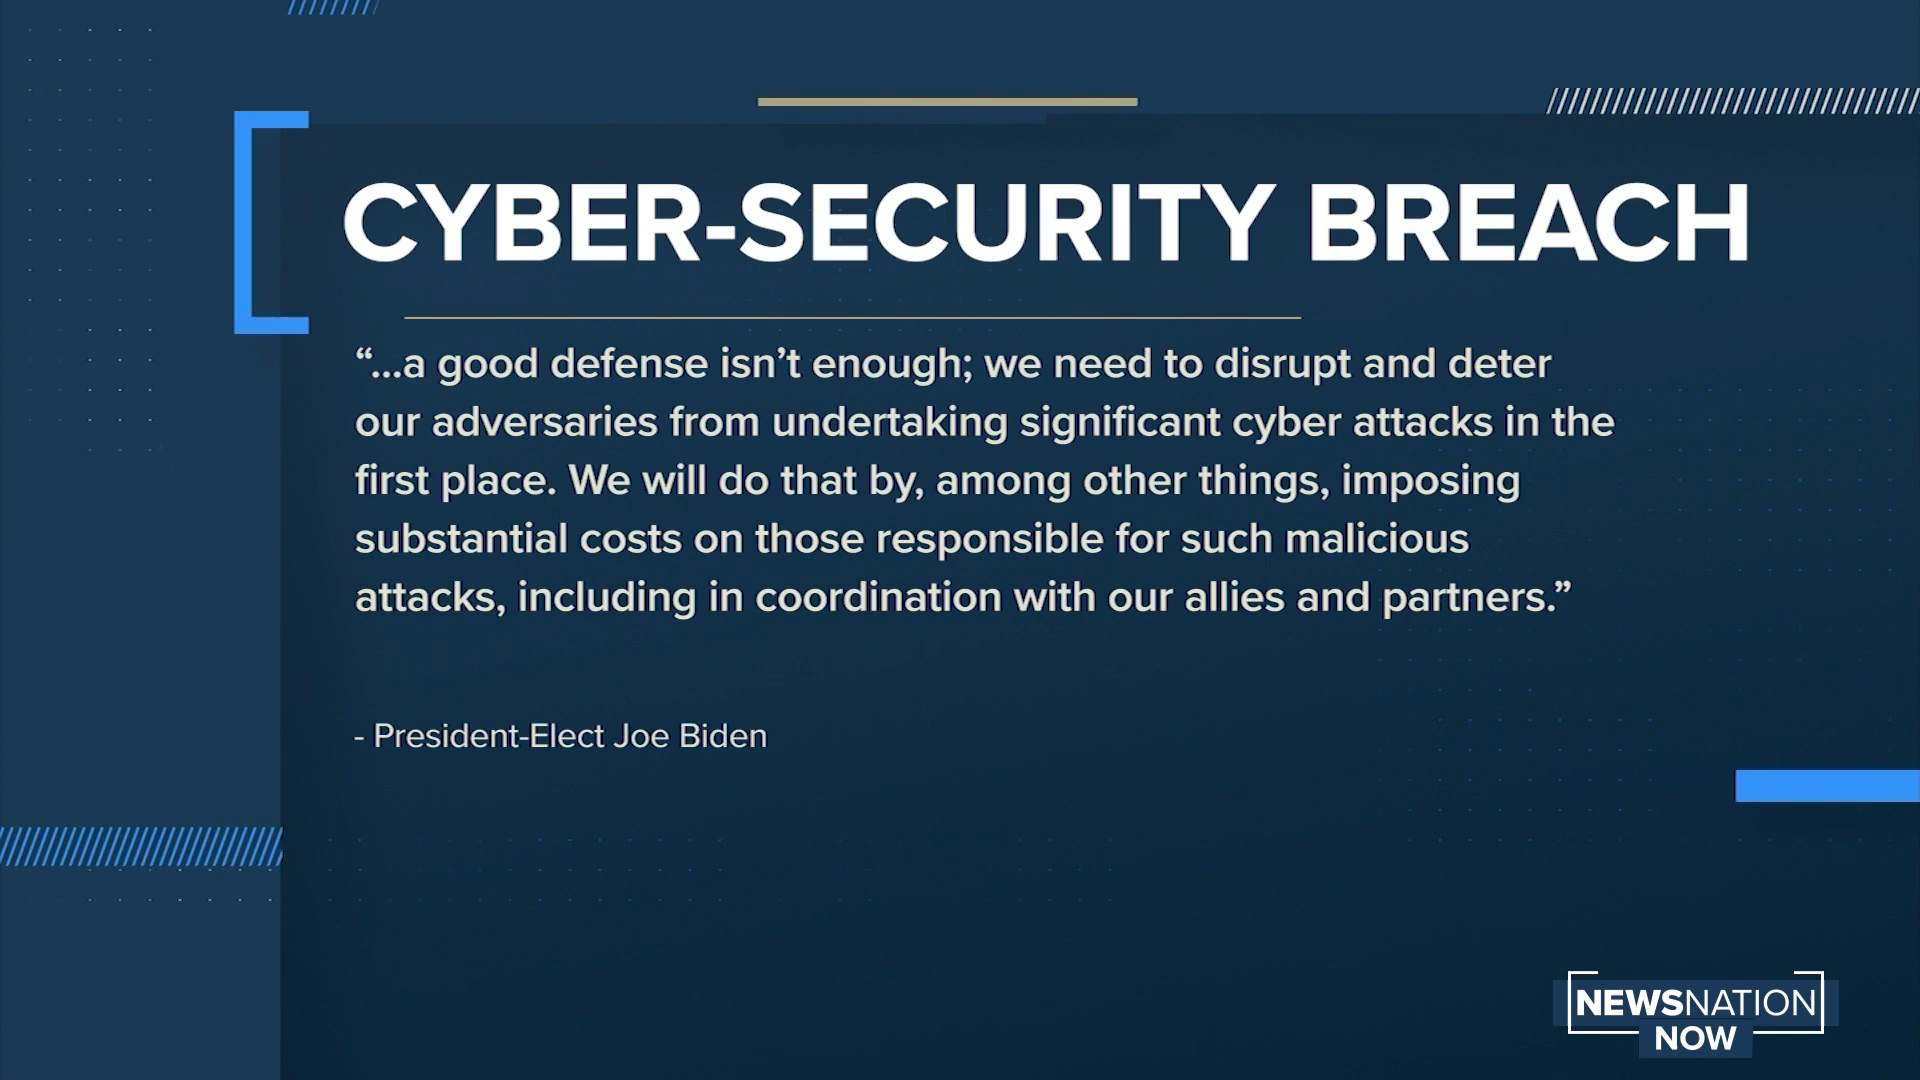 CYBER-SECURITY BREACH
“...a good defense isn’t enough; we need to disrupt and deter
our adversaries from undertaking significant cyber attacks in the
first place. We will do that by, among other things, imposing
substantial costs on those responsible for such malicious
attacks, including in coordination with our allies and partners.”
- President-Elect Joe Biden
NEWSNATION
NOW